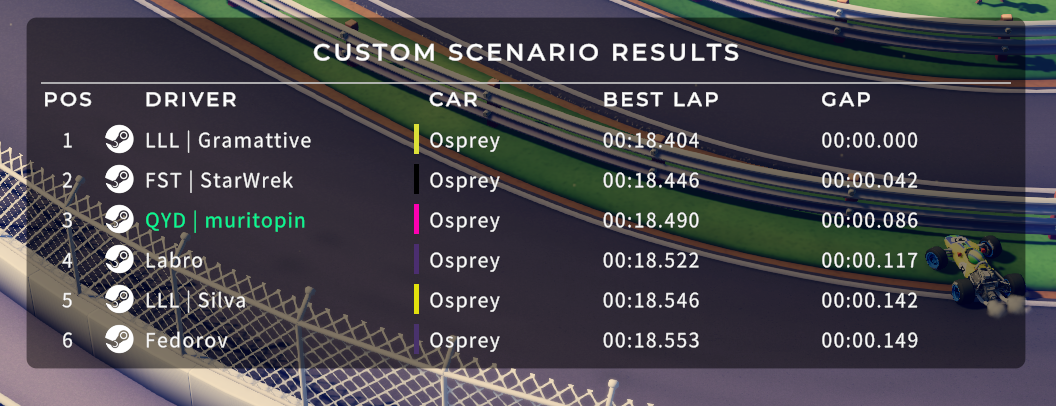 CUSTOM SCENARIO RESULTS
POS DRIVER CAR BEST LAP GAP
1 LLL | Gramattive Osprey 00:18.404 00:00.000
2 FST | StarWrek Osprey 00:18.446 00:00.042
3 QYD | muritopin Osprey 00:18.490 00:00.086
4 Labro Osprey 00:18.522 00:00.117
5 LLL | Silva Osprey 00:18.546 00:00.142
6 Fedorov Osprey 00:18.553 00:00.149